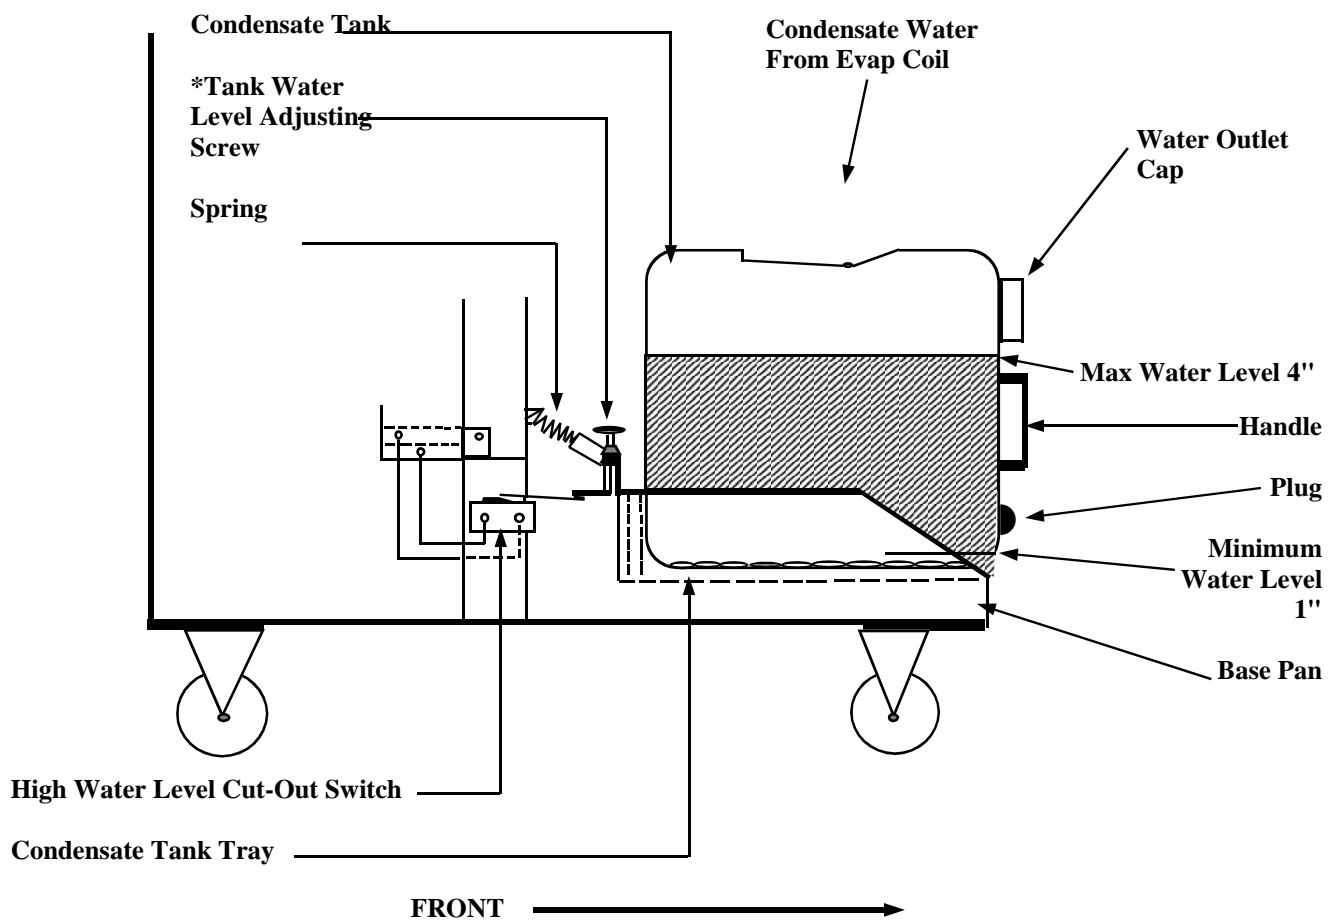 Condensate Tank
*Tank Water
Level Adjusting
Screw
Spring
Condensate Water
From Evap Coil
Water Outlet
Cap
Max Water Level 4"
Handle
Plug
Minimum
Water Level
1"
Base Pan
High Water Level Cut-Out Switch
Condensate Tank Tray
FRONT